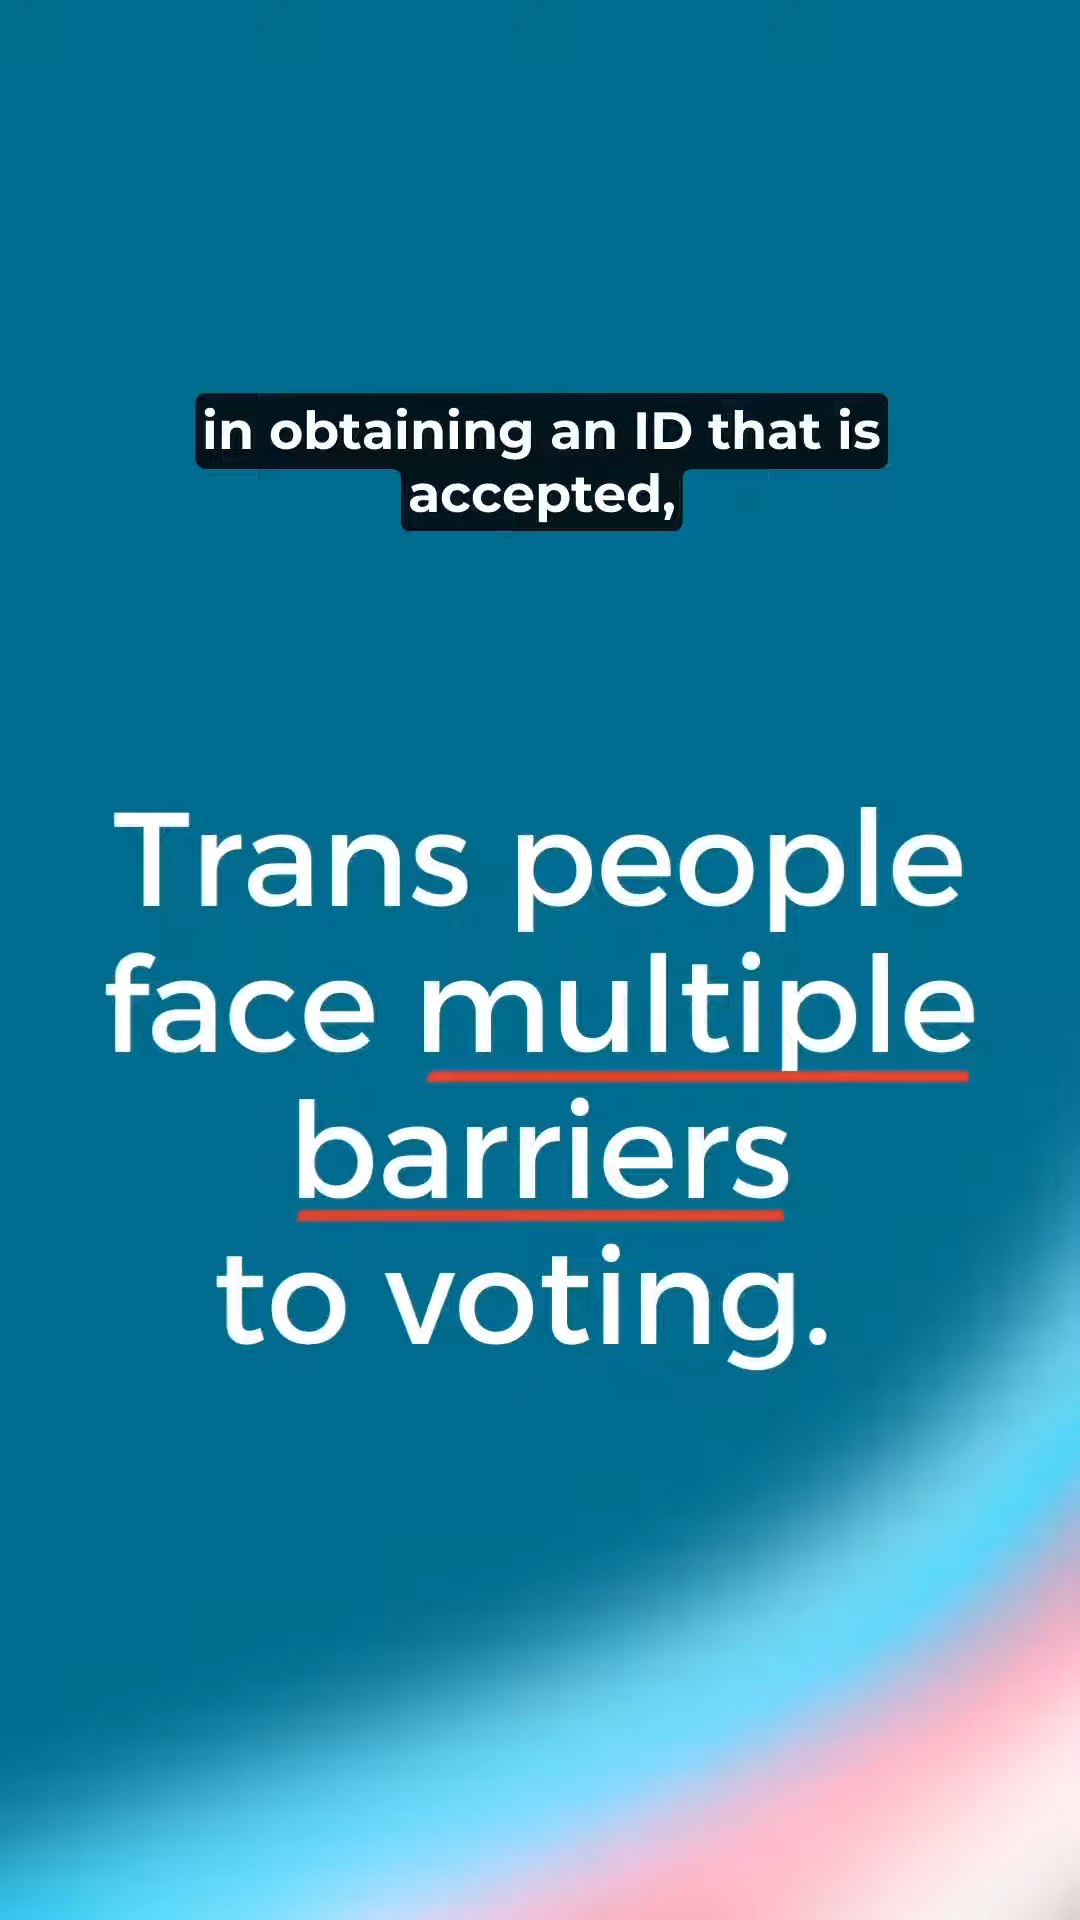 in obtaining an ID that is
accepted,
Trans people
face multiple
barriers
to voting.